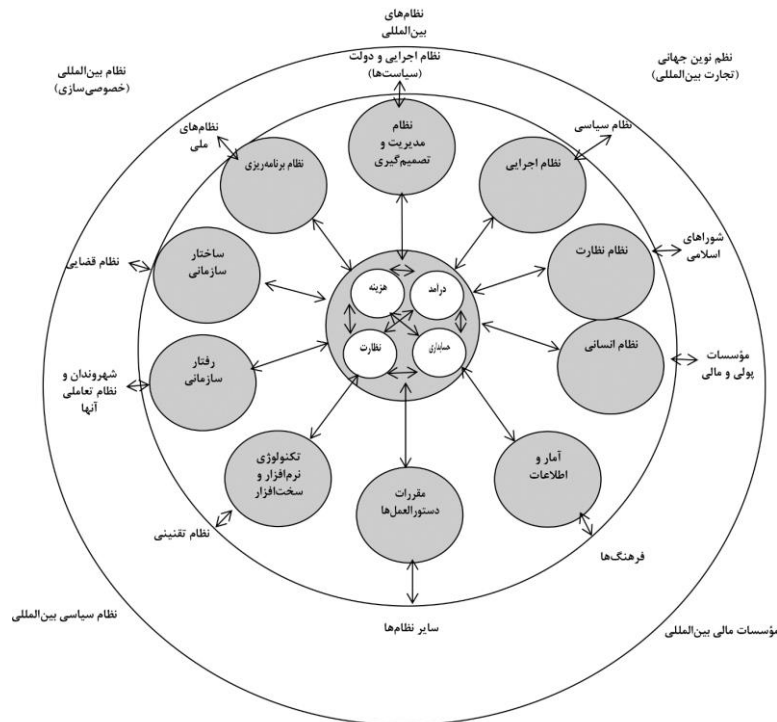 نظام‌های
بین‌المللی
نظم نوین جهانی
(تجارت بین‌المللی)
نظام بین‌المللی
(خصوصی‌سازی)
نظام اجرایی و دولت
(سیاست‌ها)
نظام سیاسی
نظام‌های
ملی
نظام
مدیریت و
تصمیم‌گیری
نظام اجرایی
نظام برنامه‌ریزی
شوراهای
اسلامی
نظام نظارت
ساختار
سازمانی
نظام قضایی
درامد
هزینه
حسابداری
نظارت
نظام انسانی
مؤسسات
پولی و مالی
رفتار
سازمانی
شهروندان و
نظام تعاملی
آنها
آمار و
اطلاعات
مقررات
دستورالعمل‌ها
تکنولوژی
نرم‌افزار و
سخت‌افزار
نظام تقنینی
فرهنگ‌ها
سایر نظام‌ها
مؤسسات مالی بین‌المللی
نظام سیاسی بین‌المللی